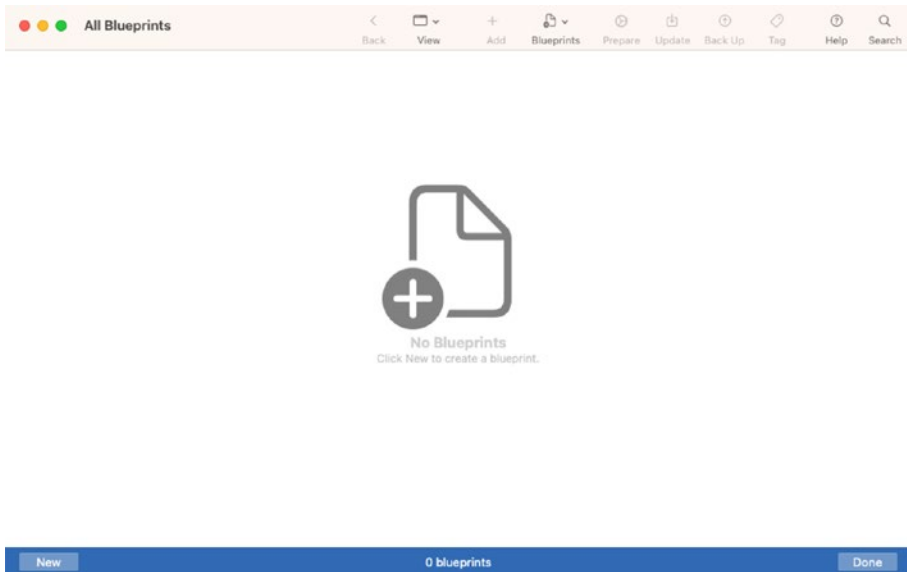 All Blueprints
Back View Add Blueprints Prepare Update Back Up Tag Help Search
No Blueprints
Click New to create a blueprint.
New 0 blueprints Done